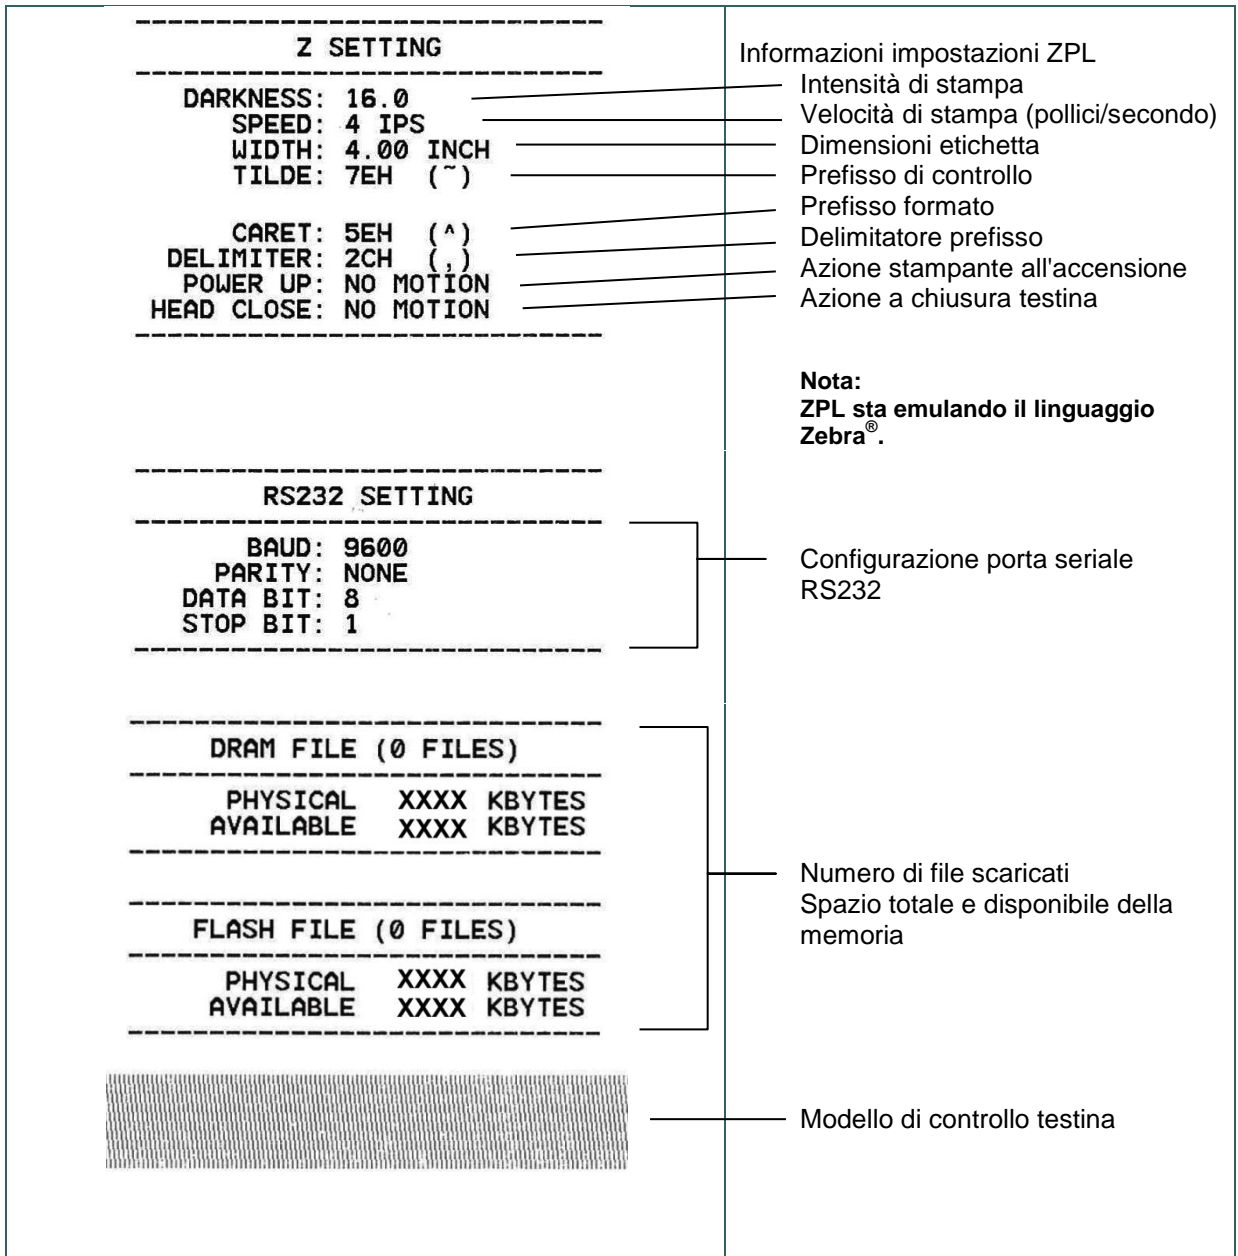 Z SETTING
Informazioni impostazioni ZPL
DARKNESS: 16.0
Intensità di stampa
SPEED: 4 IPS
Velocità di stampa (pollici/secondo)
WIDTH: 4.00 INCH
Dimensioni etichetta
TILDE: 7EH (~)
Prefisso di controllo
CARET: 5EH (^)
Prefisso formato
DELIMITER: 2CH (,)
Delimitatore prefisso
POWER UP: NO MOTION
Azione stampante all'accensione
HEAD CLOSE: NO MOTION
Azione a chiusura testina
Nota:
ZPL sta emulando il linguaggio
Zebra®.
RS232 SETTING
BAUD: 9600
PARITY: NONE
DATA BIT: 8
STOP BIT: 1
Configurazione porta seriale
RS232
DRAM FILE (0 FILES)
PHYSICAL XXXX KBYTES
AVAILABLE XXXX KBYTES
FLASH FILE (0 FILES)
PHYSICAL XXXX KBYTES
AVAILABLE XXXX KBYTES
Numero di file scaricati
Spazio totale e disponibile della
memoria
Modello di controllo testina